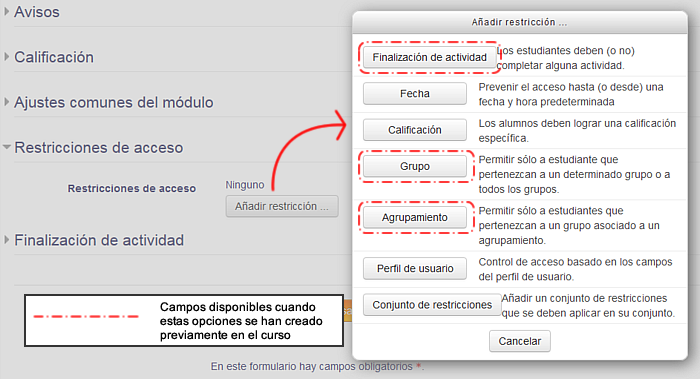 Avisos
Calificación
Ajustes comunes del módulo
Restricciones de acceso
Restricciones de acceso
Ninguno
Añadir restricción ...
Finalización de actividad
Campos disponibles cuando
estas opciones se han creado
previamente en el curso
En este formulario hay campos obligatorios *.
Añadir restricción ...
Finalización de actividad
Los estudiantes deben (o no)
completar alguna actividad.
Fecha
Prevenir el acceso hasta (o desde) una
fecha y hora predeterminada
Calificación
Los alumnos deben lograr una calificación
específica.
Grupo
Permitir sólo a estudiante que
pertenezcan a un determinado grupo o a
todos los grupos.
Agrupamiento
Permitir sólo a estudiantes que
pertenezcan a un grupo asociado a un
agrupamiento.
Perfil de usuario
Control de acceso basado en los campos
del perfil de usuario.
Conjunto de restricciones
Añadir un conjunto de restricciones
que se deben aplicar en su conjunto.
Cancelar